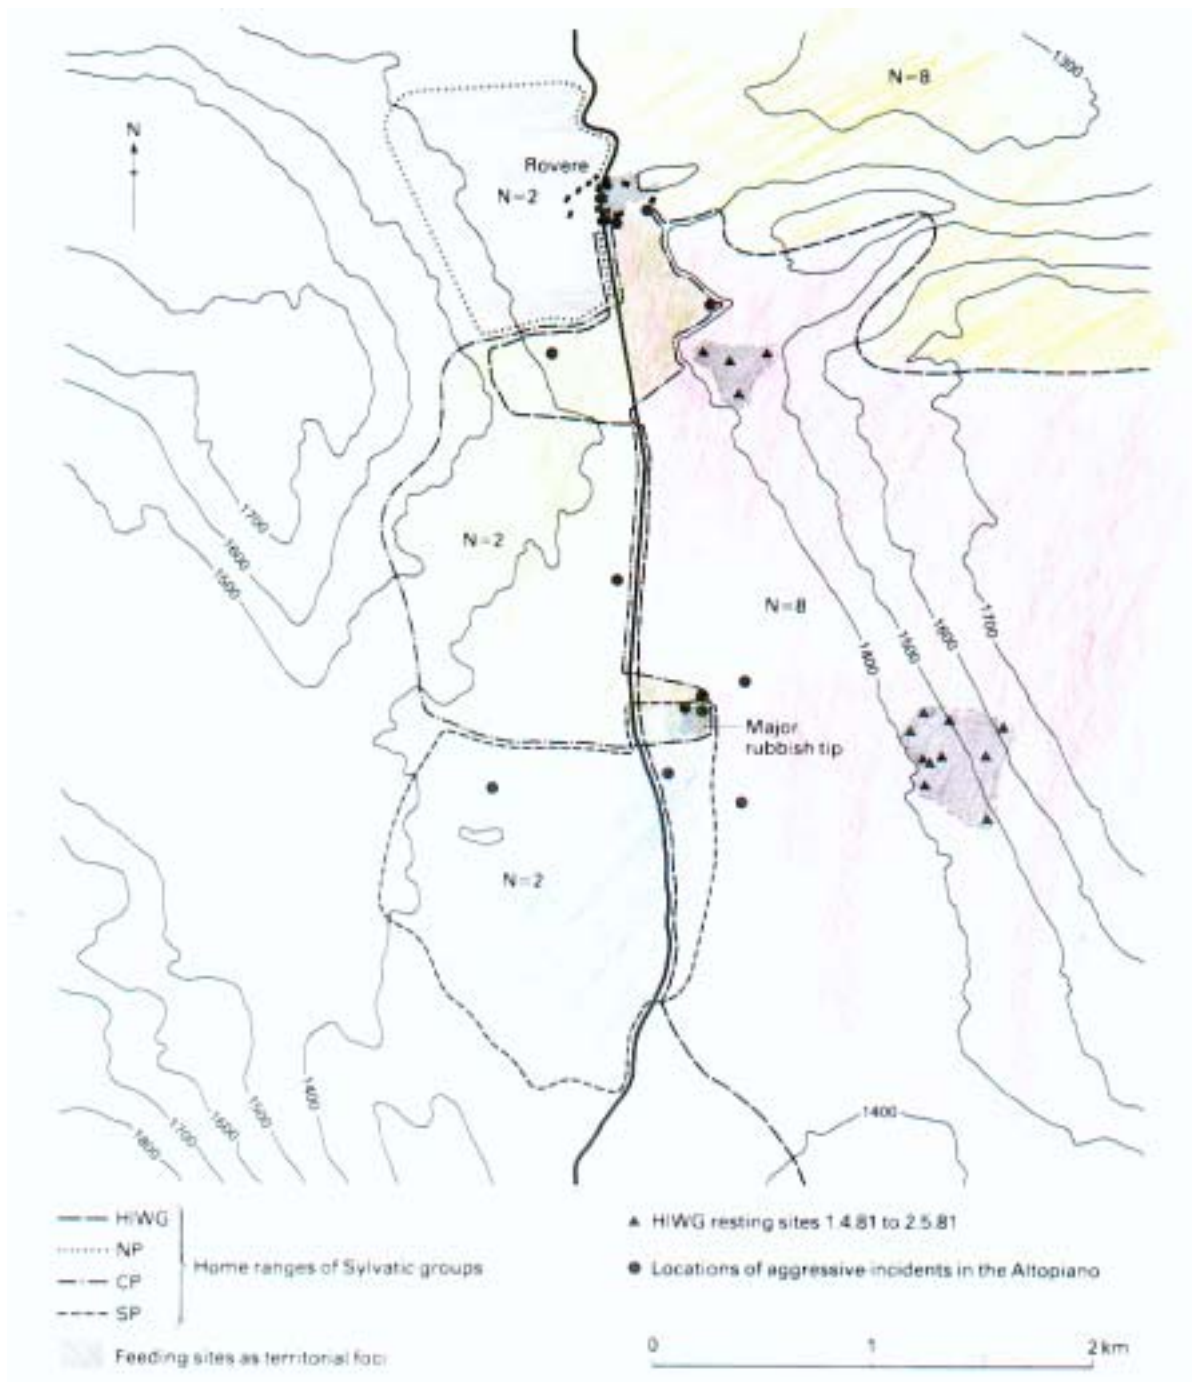 1300
N=8
N
Rovere
N=2
1700
1600
1500
N=2
N=8
1400
1500
1600
1700
Major
rubbish tip
N=2
1400
1500
1600
1700
1800
1400
HIWG
NP
CP
SP
Home ranges of Sylvatic groups
Feeding sites as territorial foci
HIWG resting sites 1.4.81 to 2.5.81
Locations of aggressive incidents in the Altopiano
0 1 2 km